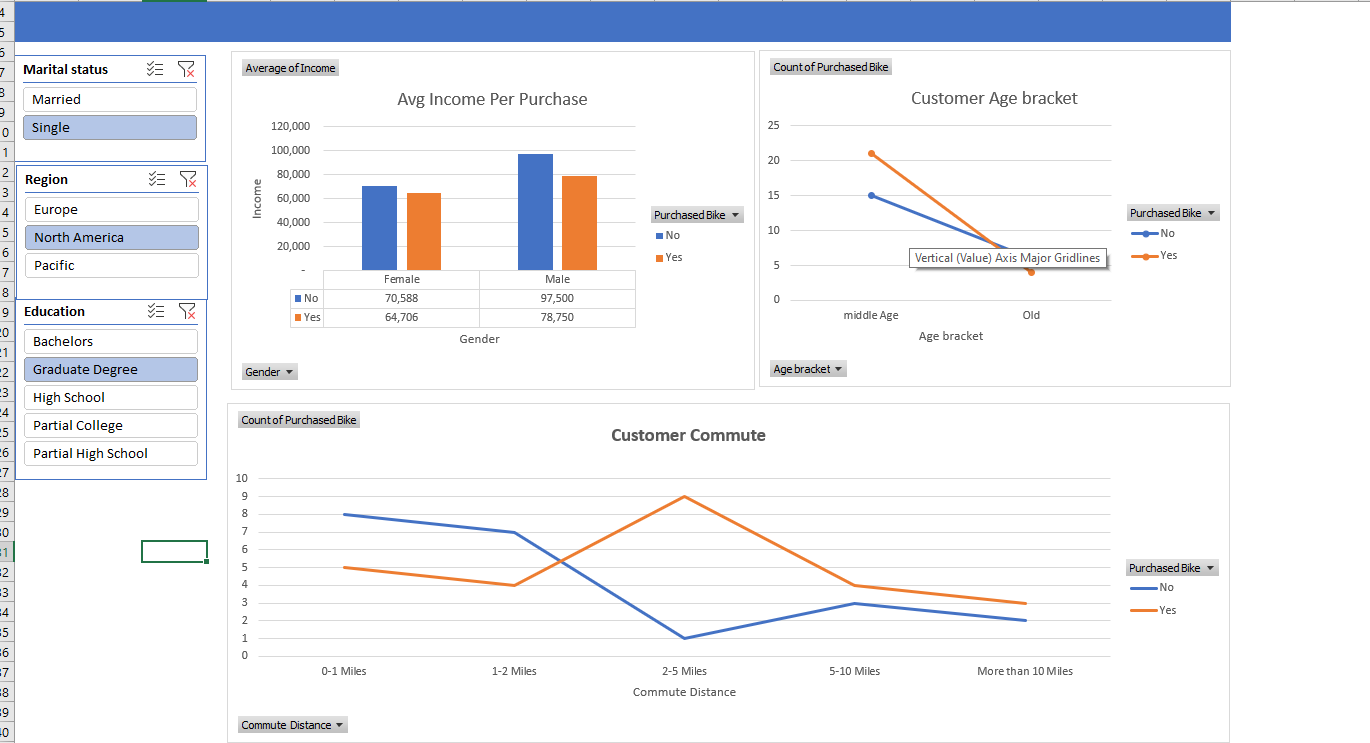 Marital status
Married
Single
Region
Europe
North America
Pacific
Education
Bachelors
Graduate Degree
High School
Partial College
Partial High School
Average of Income
Avg Income Per Purchase
120,000
100,000
80,000
60,000
40,000
20,000
-
Income
Female Male
No 70,588 97,500
Yes 64,706 78,750
Gender
Purchased Bike
No
Yes
Gender
Count of Purchased Bike
Customer Age bracket
25
20
15
10
5
0
Vertical (Value) Axis Major Gridlines
middle Age Old
Age bracket
Purchased Bike
No
Yes
Age bracket
Count of Purchased Bike
Customer Commute
10
9
8
7
6
5
4
3
2
1
0
0-1 Miles 1-2 Miles 2-5 Miles 5-10 Miles More than 10 Miles
Commute Distance
Purchased Bike
No
Yes
Commute Distance